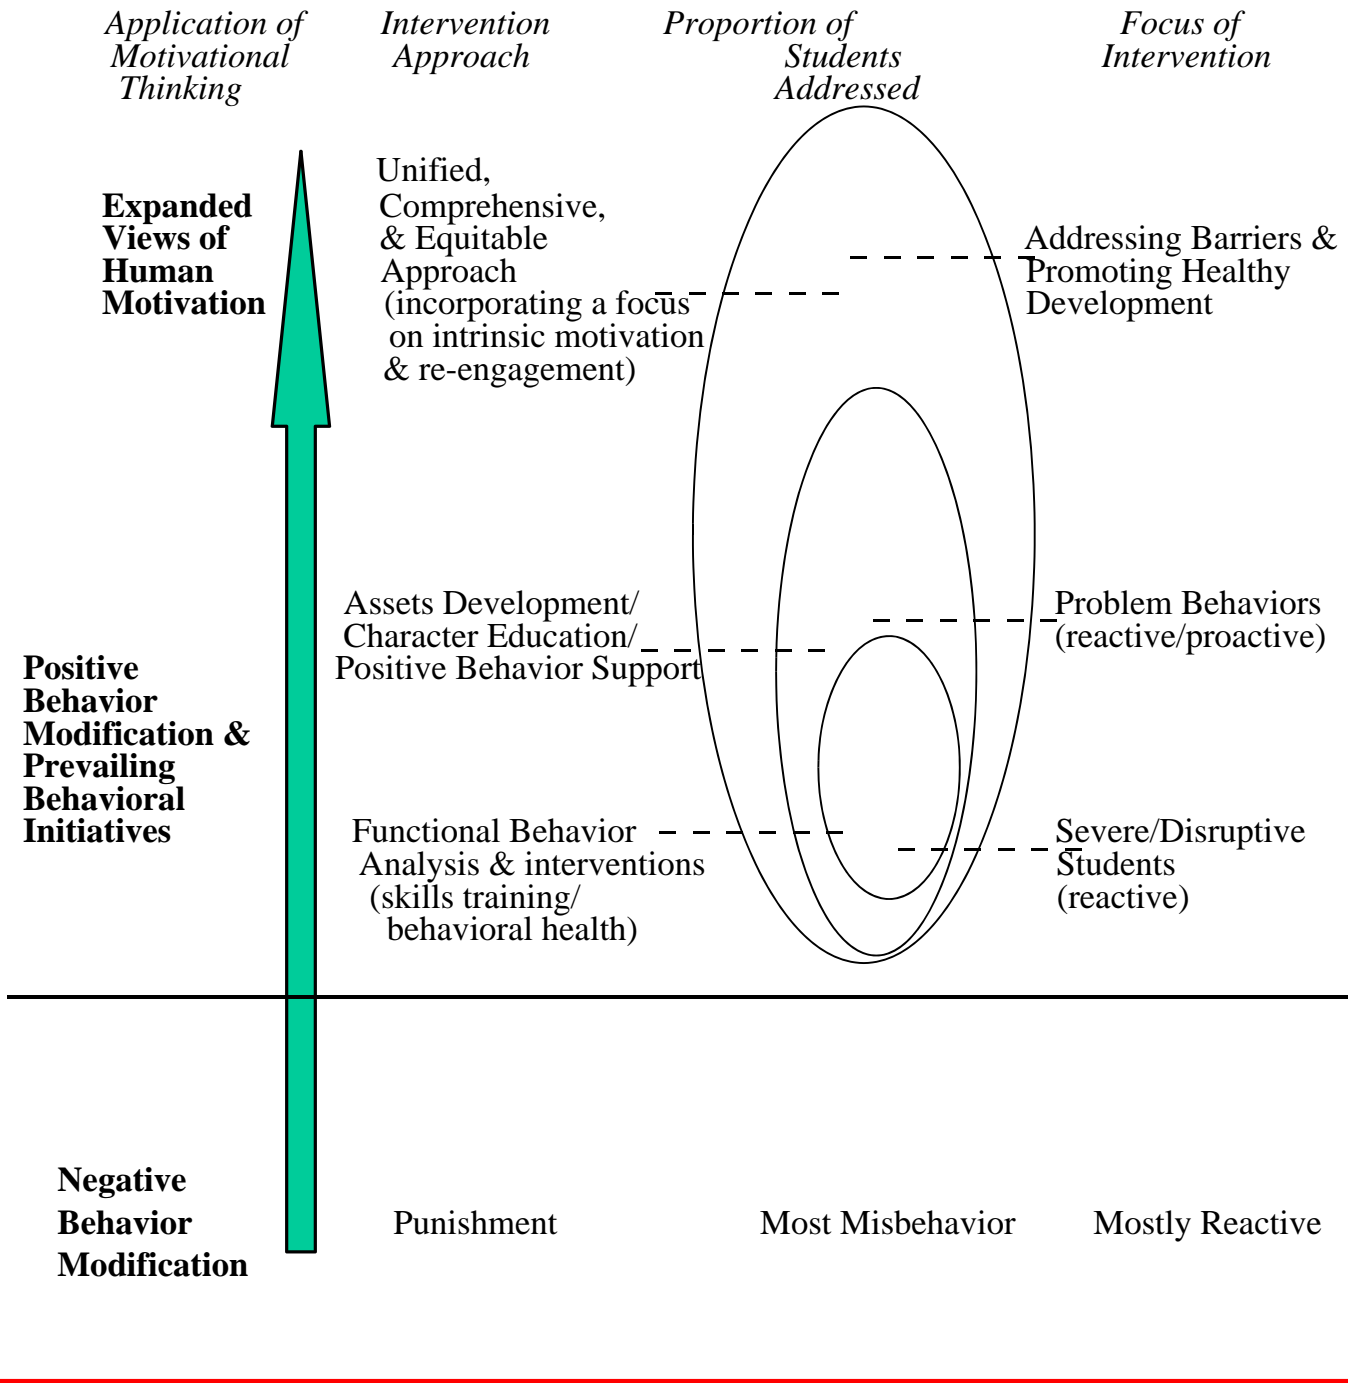 Application of
Motivational
Thinking
Intervention
Approach
Proportion of
Students
Addressed
Focus of
Intervention
Expanded
Views of
Human
Motivation
Unified,
Comprehensive,
& Equitable
Approach
(incorporating a focus
on intrinsic motivation
& re-engagement)
Addressing Barriers &
Promoting Healthy
Development
Positive
Behavior
Modification &
Prevailing
Behavioral
Initiatives
Assets Development/
Character Education/
Positive Behavior Support
Problem Behaviors
(reactive/proactive)
Functional Behavior
Analysis & interventions
(skills training/
behavioral health)
Severe/Disruptive
Students
(reactive)
Negative
Behavior
Modification
Punishment
Most Misbehavior
Mostly Reactive